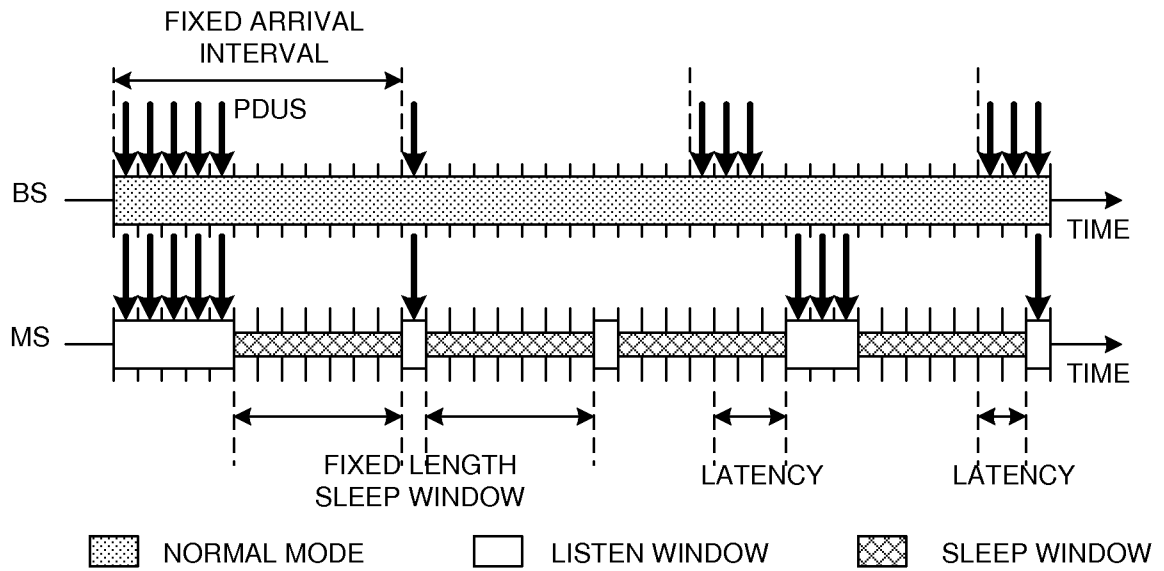 FIXED ARRIVAL
INTERVAL
PDUS
BS
TIME
MS
TIME
FIXED LENGTH
SLEEP WINDOW
LATENCY
LATENCY
NORMAL MODE
LISTEN WINDOW
SLEEP WINDOW